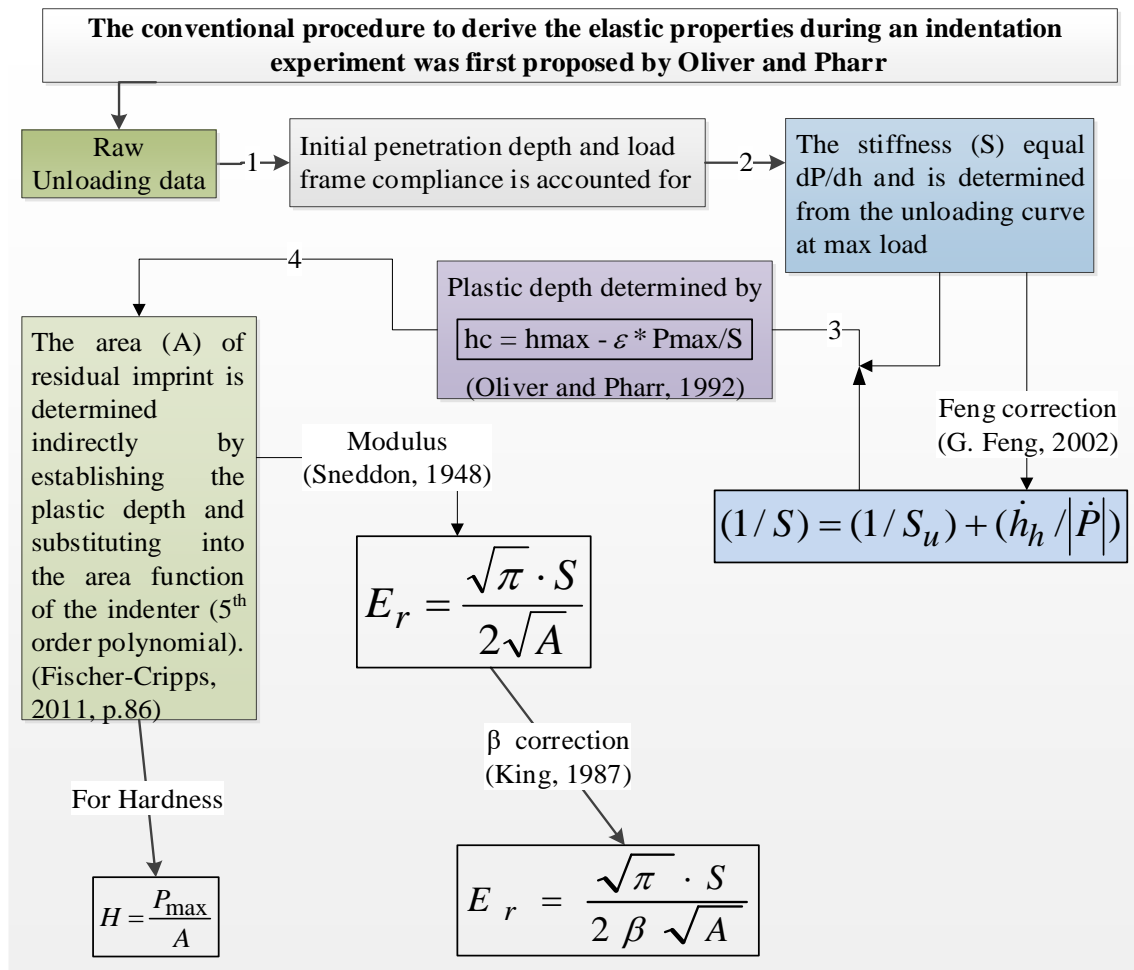 The conventional procedure to derive the elastic properties during an indentation
experiment was first proposed by Oliver and Pharr
Raw
Unloading data
1
Initial penetration depth and load
frame compliance is accounted for
2
The stiffness (S) equal
dP/dh and is determined
from the unloading curve
at max load
4
Plastic depth determined by
hc = hmax - ε * Pmax/S
(Oliver and Pharr, 1992)
3
Feng correction
(G. Feng, 2002)
(1/S) = (1/S_u) + (ḣ_h/|Ṗ|)
The area (A) of
residual imprint is
determined
indirectly by
establishing the
plastic depth and
substituting into
the area function
of the indenter (5th
order polynomial).
(Fischer-Cripps,
2011, p.86)
Modulus
(Sneddon, 1948)
E_r = √π · S / 2√A
β correction
(King, 1987)
E_r = √π · S / 2 β √A
For Hardness
H = P_max / A